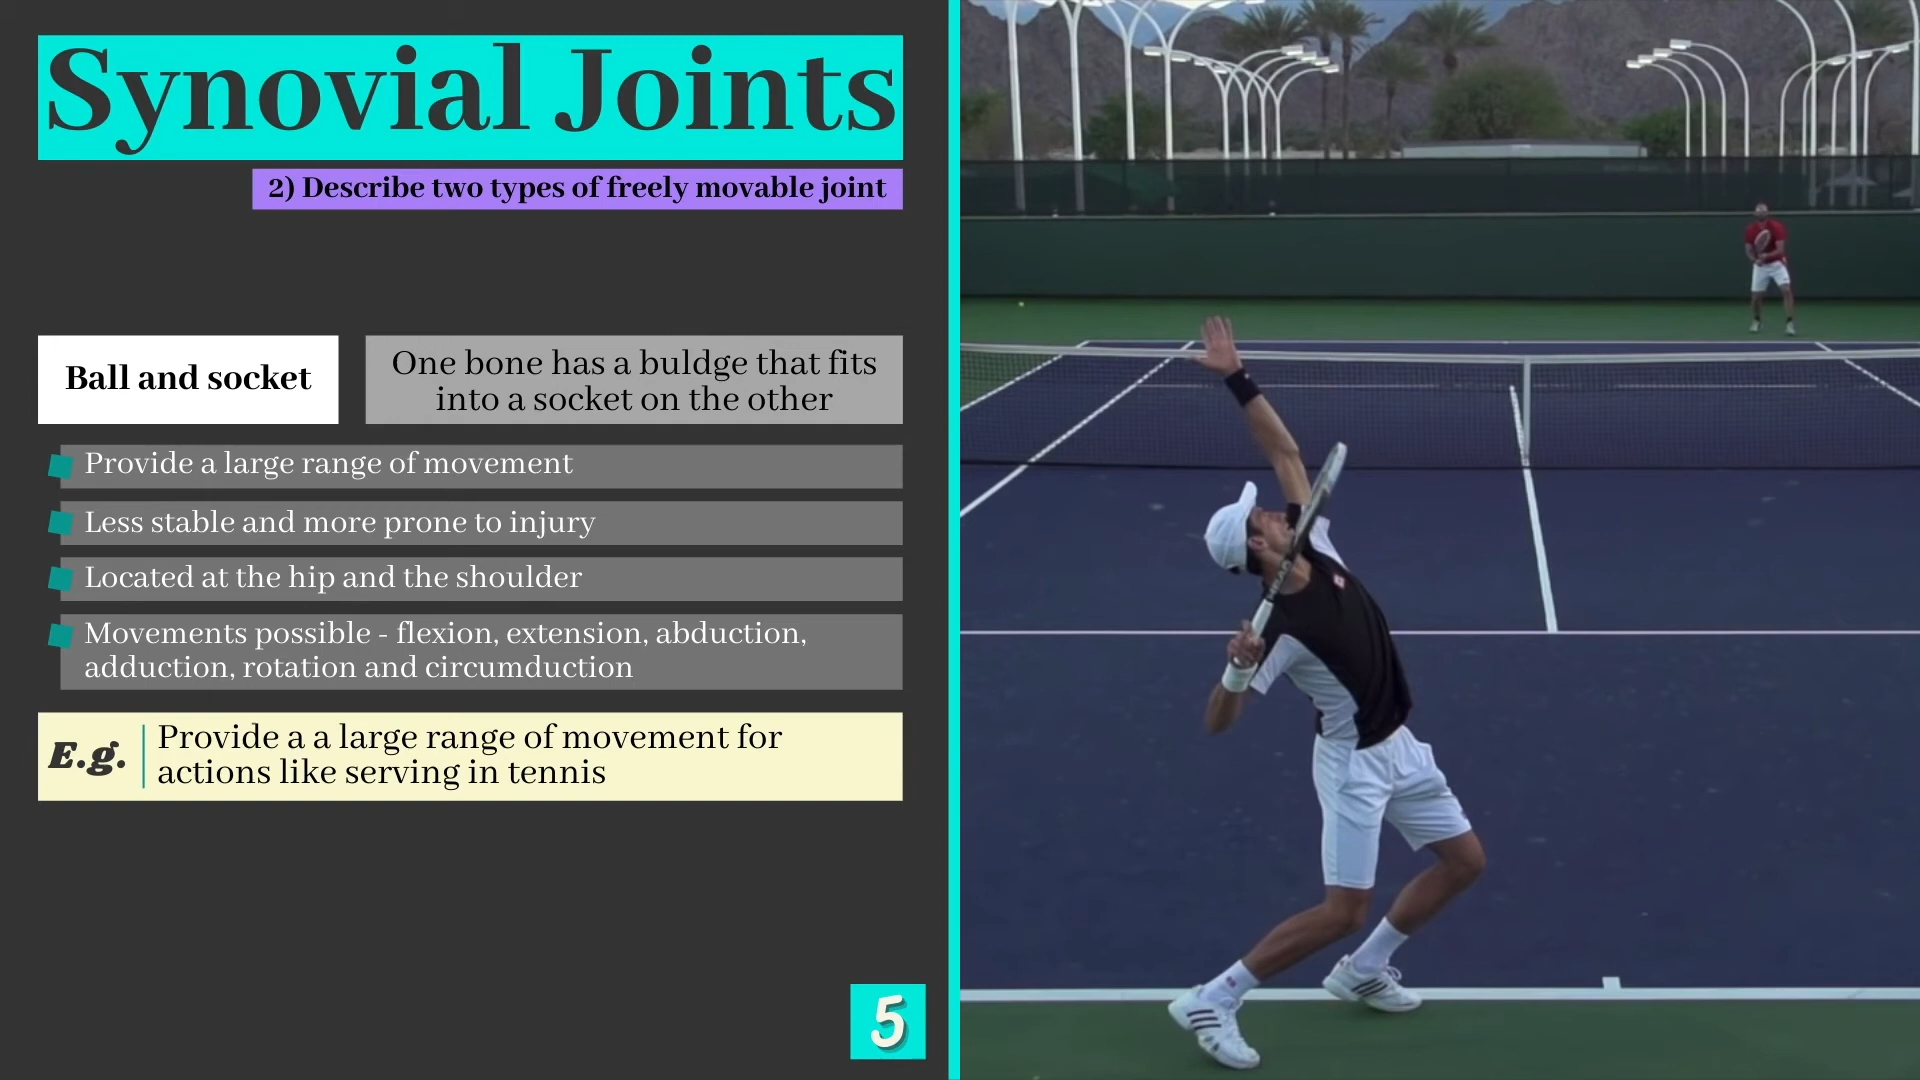 Synovial Joints
2) Describe two types of freely movable joint
Ball and socket
One bone has a buldge that fits
into a socket on the other
Provide a large range of movement
Less stable and more prone to injury
Located at the hip and the shoulder
Movements possible - flexion, extension, abduction,
adduction, rotation and circumduction
E.g.
Provide a a large range of movement for
actions like serving in tennis
5
HEAD